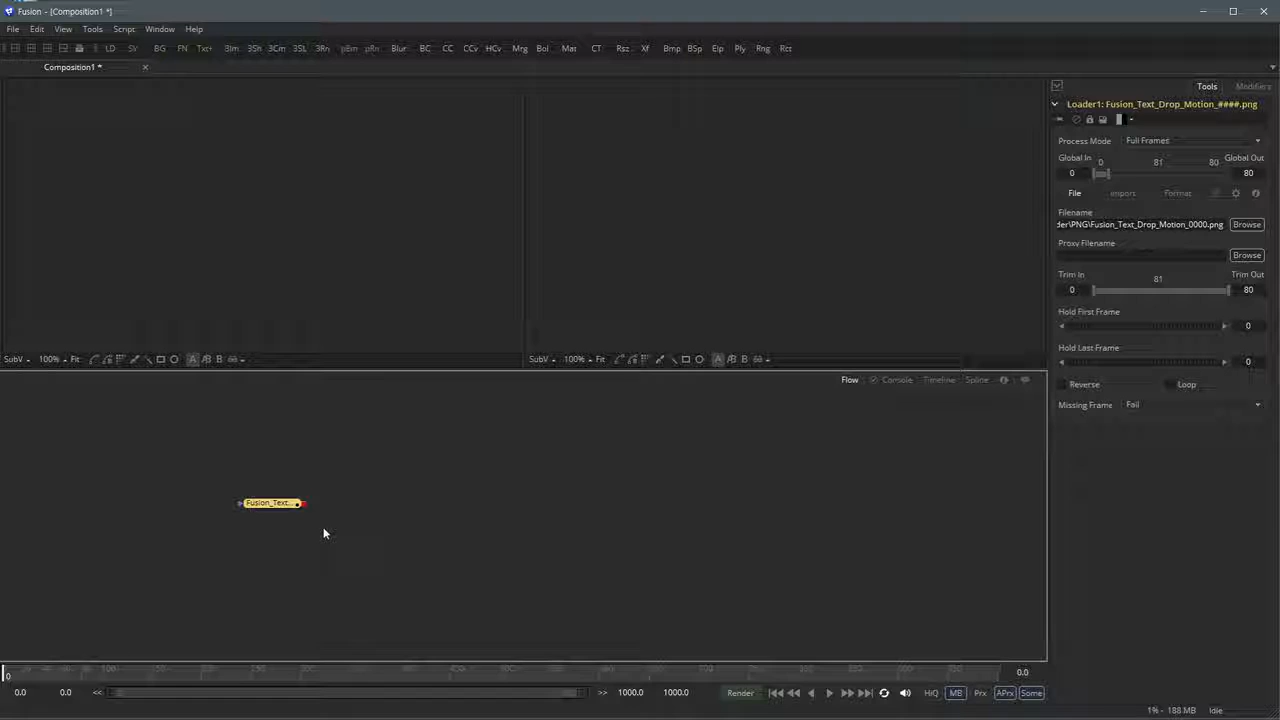 Fusion - [Composition1 *]
File Edit View Tools Script Window Help
LD SV BG FN Txt+ 3Im 3Sh 3Cm 3SL 3Rn pEm pRn Blur BC CC CCv HCv Mrg Bol Mat CT Rsz Xf Bmp BSp Elp Ply Rng Rct
Composition1 *
Tools Modifiers
Loader1: Fusion_Text_Drop_Motion_####.png
Process Mode Full Frames
Global In 0 81 80 Global Out
0 80
File Import Format
Filename
der\PNG\Fusion_Text_Drop_Motion_0000.png Browse
Proxy Filename
Browse
Trim In 81 Trim Out
0 80
Hold First Frame
0
Hold Last Frame
0
Reverse Loop
Missing Frame Fail
SubV 100% Fit A B
SubV 100% Fit A B
Flow Console Timeline Spline
Fusion_Text...
0 0.0
0.0 0.0 << >> 1000.0 1000.0 Render HiQ MB Prx APrx Some
1% - 188 MB Idle